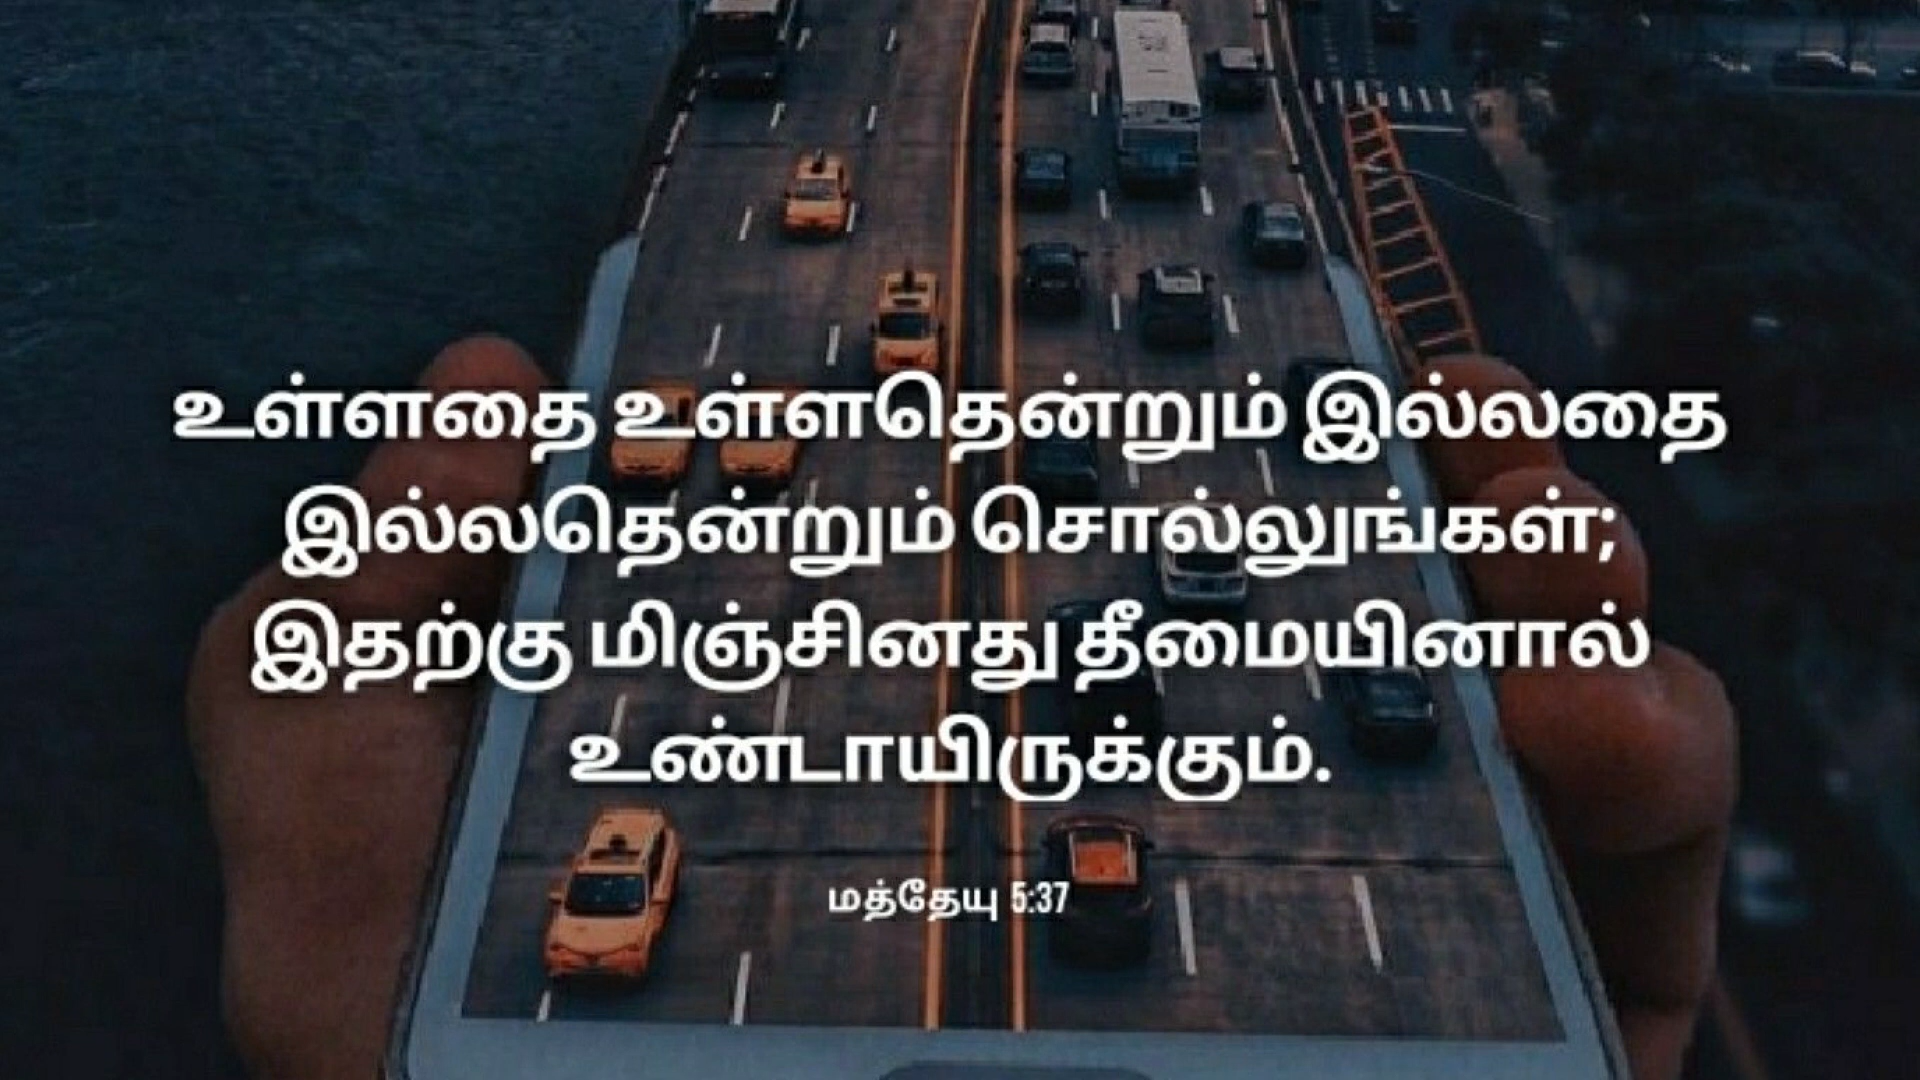 உள்ளதை உள்ளதென்றும் இல்லதை
இல்லதென்றும் சொல்லுங்கள்;
இதற்கு மிஞ்சினது தீமையினால்
உண்டாயிருக்கும்.
மத்தேயு 5:37